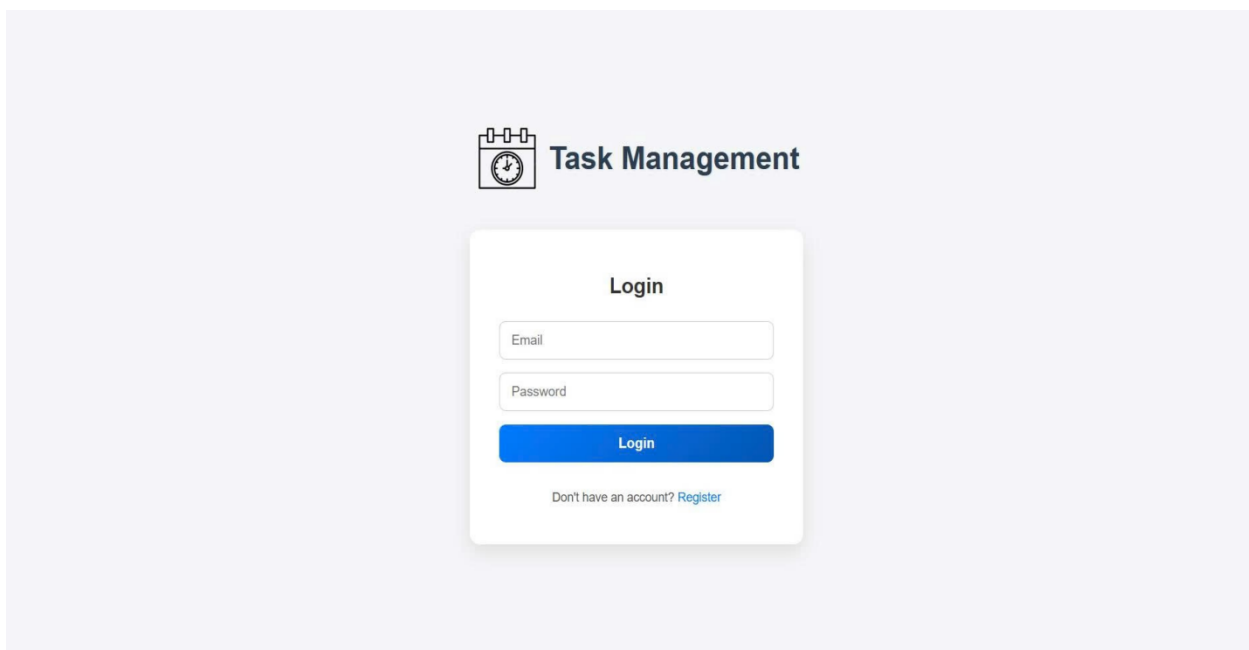 Task Management
Login
Email
Password
Login
Don't have an account? Register